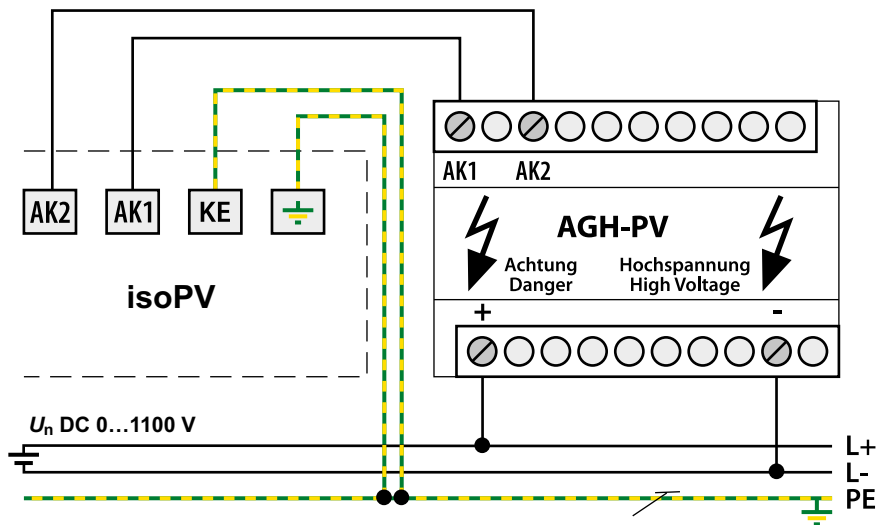 AK1 AK2
AK2 AK1 KE
AGH-PV
Achtung Hochspannung
Danger High Voltage
isoPV
+ -
Un DC 0...1100 V
L+
L-
PE